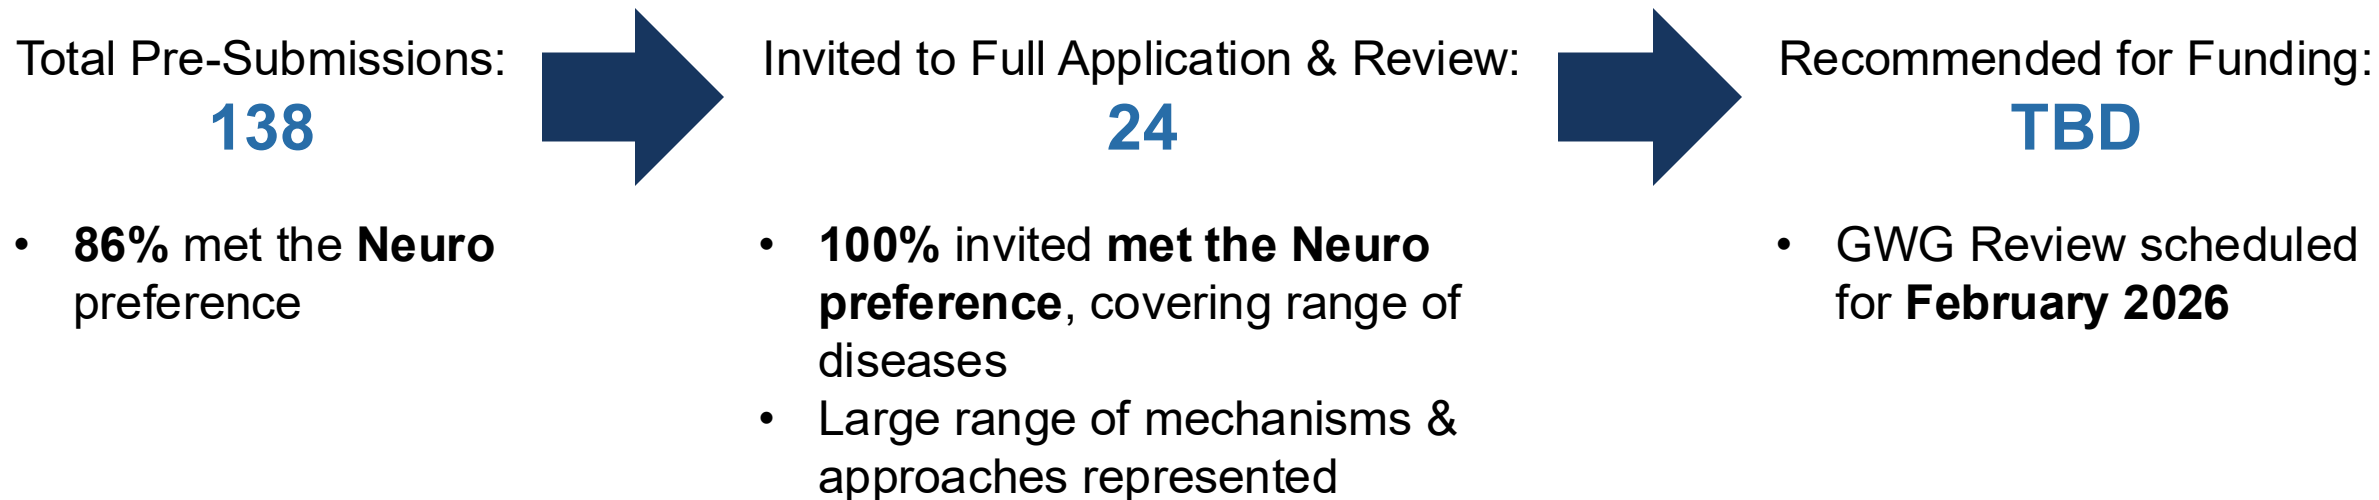 Total Pre-Submissions:
138
• 86% met the Neuro
preference
Invited to Full Application & Review:
24
• 100% invited met the Neuro
preference, covering range of
diseases
• Large range of mechanisms &
approaches represented
Recommended for Funding:
TBD
• GWG Review scheduled
for February 2026